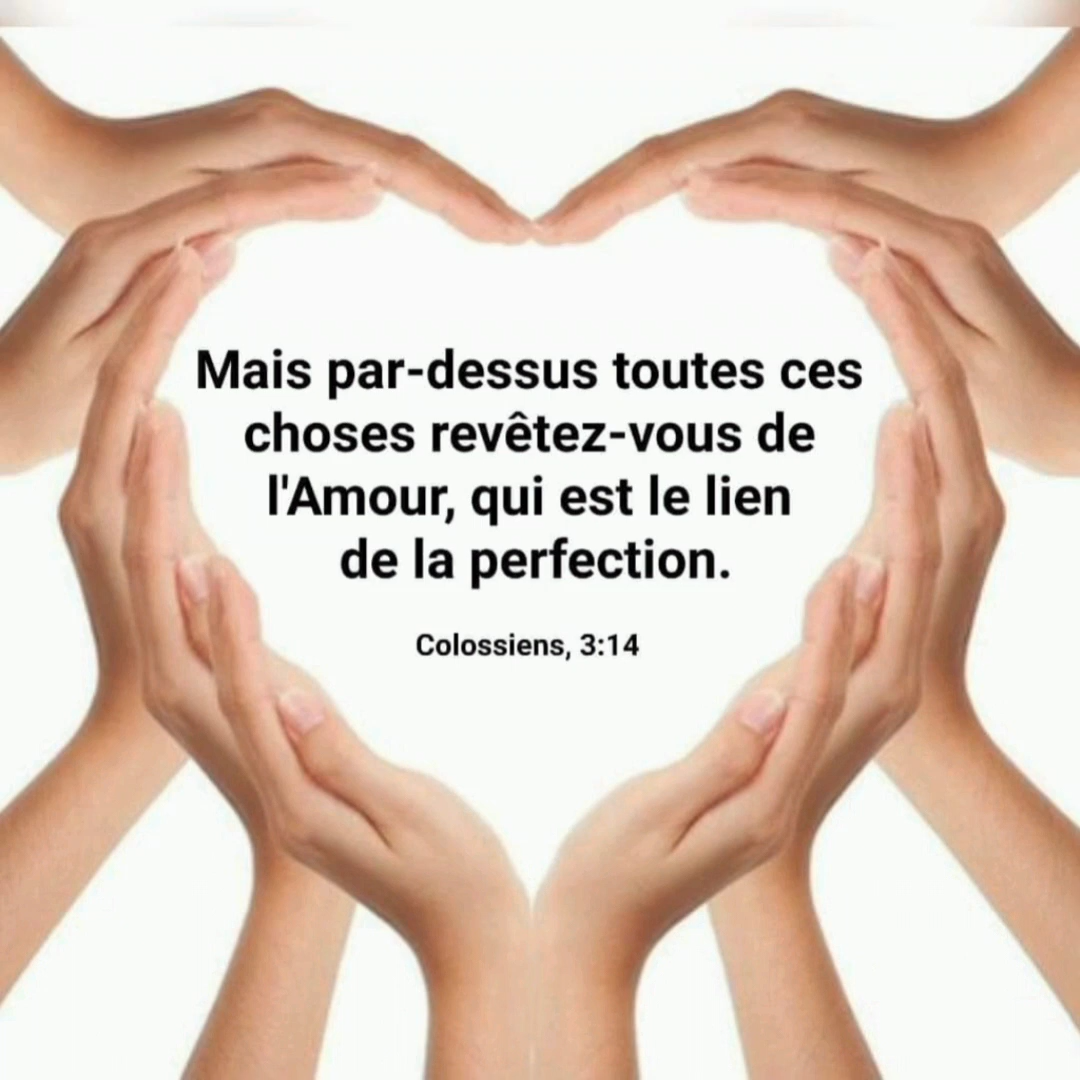 Mais par-dessus toutes ces
choses revêtez-vous de
l'Amour, qui est le lien
de la perfection.
Colossiens, 3:14